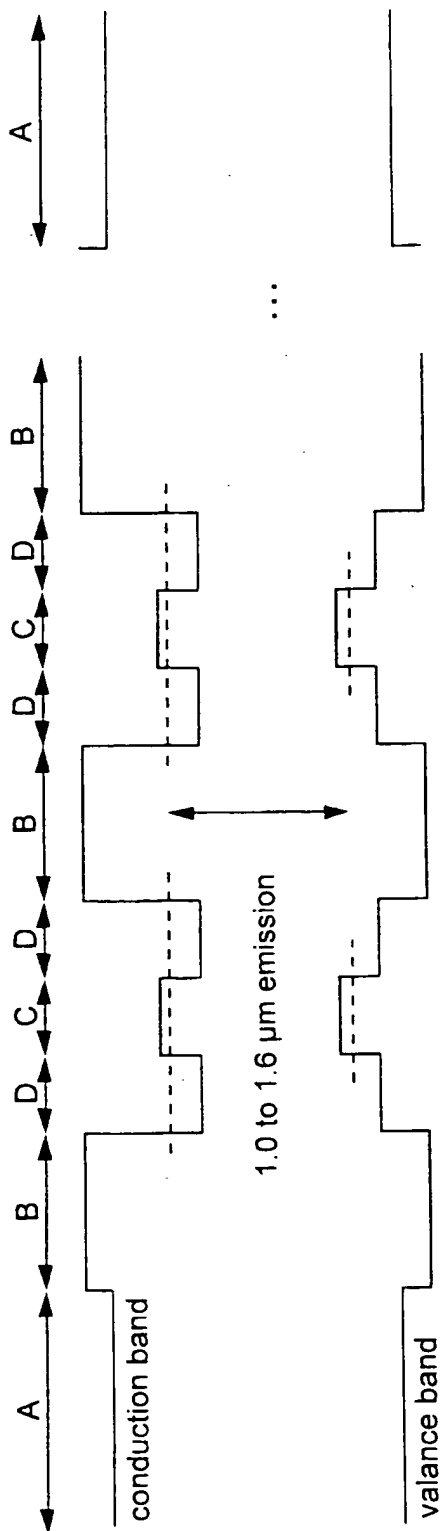 A B D C D B D C D B A
conduction band
1.0 to 1.6 µm emission
...
valance band